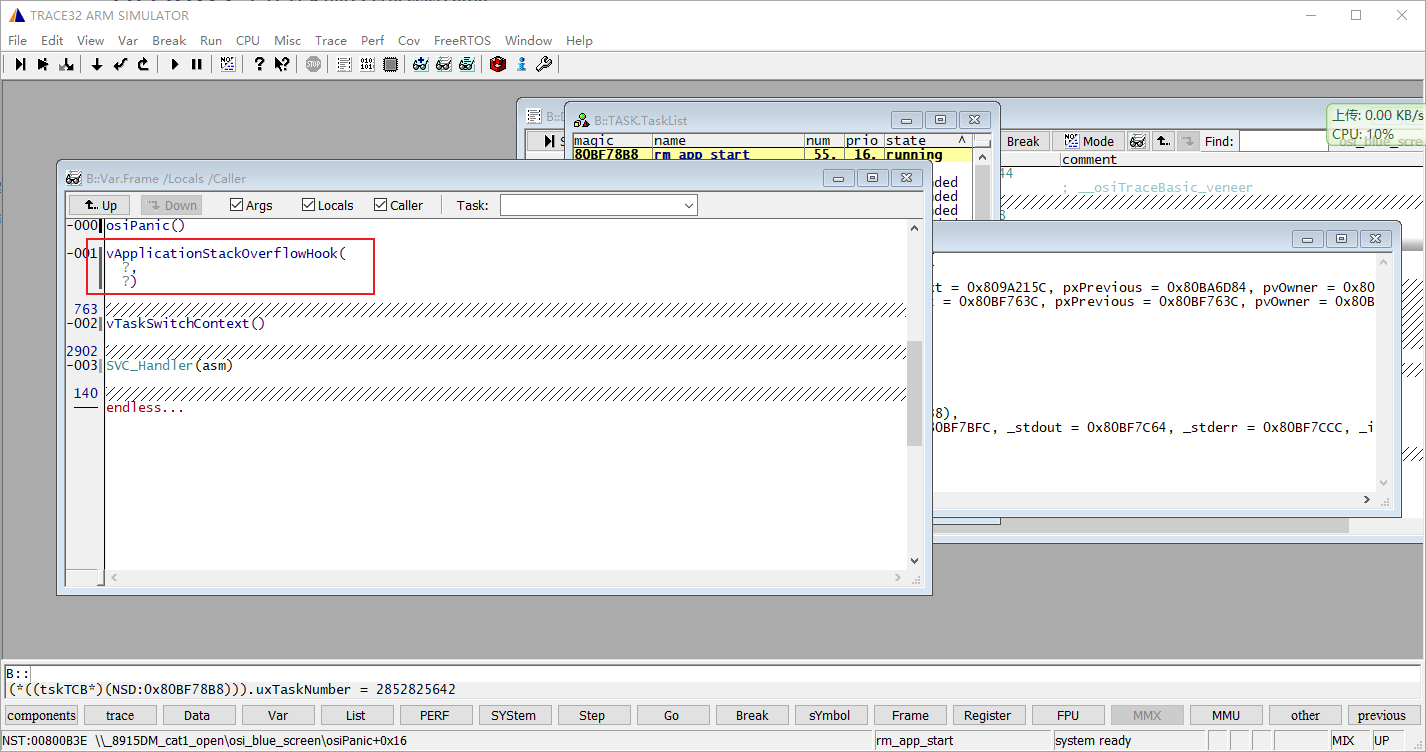 TRACE32 ARM SIMULATOR
File Edit View Var Break Run CPU Misc Trace Perf Cov FreeRTOS Window Help
B::TASK.TaskList
上传: 0.00 KB/s
CPU: 10%
magic name num prio state
Break Mode Find:
80BF78B8 rm_app_start 55. 16. running
comment
44
; __osiTraceBasic_veneer
nded
nded
nded
B::Var.Frame /Locals /Caller
Up Down Args Locals Caller Task:
-000 osiPanic()
-001 vApplicationStackOverflowHook(
?,
?)
763
-002 vTaskSwitchContext()
2902
-003 SVC_Handler(asm)
140
endless...
xt = 0x809A215C, pxPrevious = 0x80BA6D84, pvOwner = 0x80
= 0x80BF763C, pxPrevious = 0x80BF763C, pvOwner = 0x80B
38),
80BF7BFC, _stdout = 0x80BF7C64, _stderr = 0x80BF7CCC, _i
B::
(*((tskTCB*)(NSD:0x80BF78B8))).uxTaskNumber = 2852825642
components trace Data Var List PERF SYStem Step Go Break sYmbol Frame Register FPU MMX MMU other previous
NST:00800B3E \\_8915DM_cat1_open\osi_blue_screen\osiPanic+0x16 rm_app_start system ready MIX UP